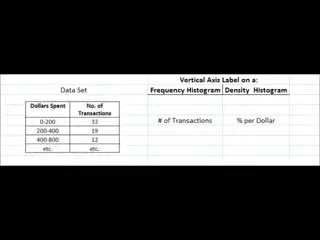 Vertical Axis Label on a:
Data Set
Frequency Histogram
Density Histogram
Dollars Spent
No. of Transactions
0-200
32
200-400
19
400-800
12
etc.
etc.
# of Transactions
% per Dollar